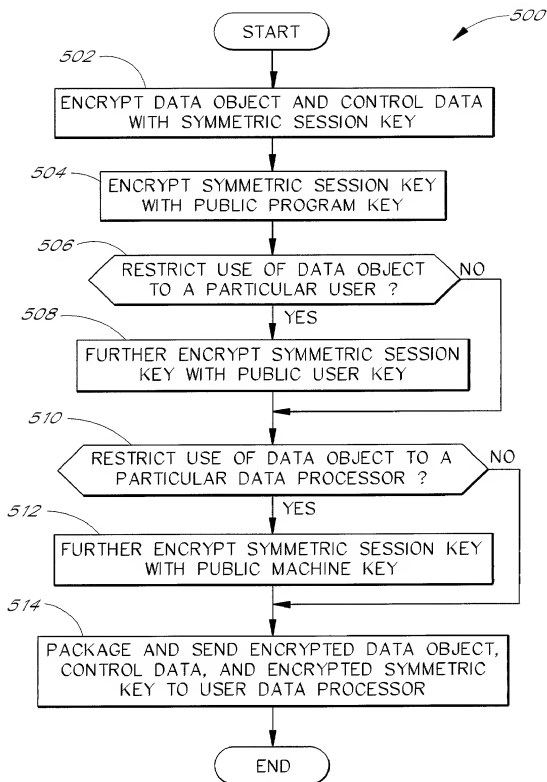 START
500
502
ENCRYPT DATA OBJECT AND CONTROL DATA
WITH SYMMETRIC SESSION KEY
504
ENCRYPT SYMMETRIC SESSION KEY
WITH PUBLIC PROGRAM KEY
506
RESTRICT USE OF DATA OBJECT
TO A PARTICULAR USER ?
NO
YES
508
FURTHER ENCRYPT SYMMETRIC SESSION
KEY WITH PUBLIC USER KEY
510
RESTRICT USE OF DATA OBJECT TO A
PARTICULAR DATA PROCESSOR ?
NO
YES
512
FURTHER ENCRYPT SYMMETRIC SESSION KEY
WITH PUBLIC MACHINE KEY
514
PACKAGE AND SEND ENCRYPTED DATA OBJECT,
CONTROL DATA, AND ENCRYPTED SYMMETRIC
KEY TO USER DATA PROCESSOR
END